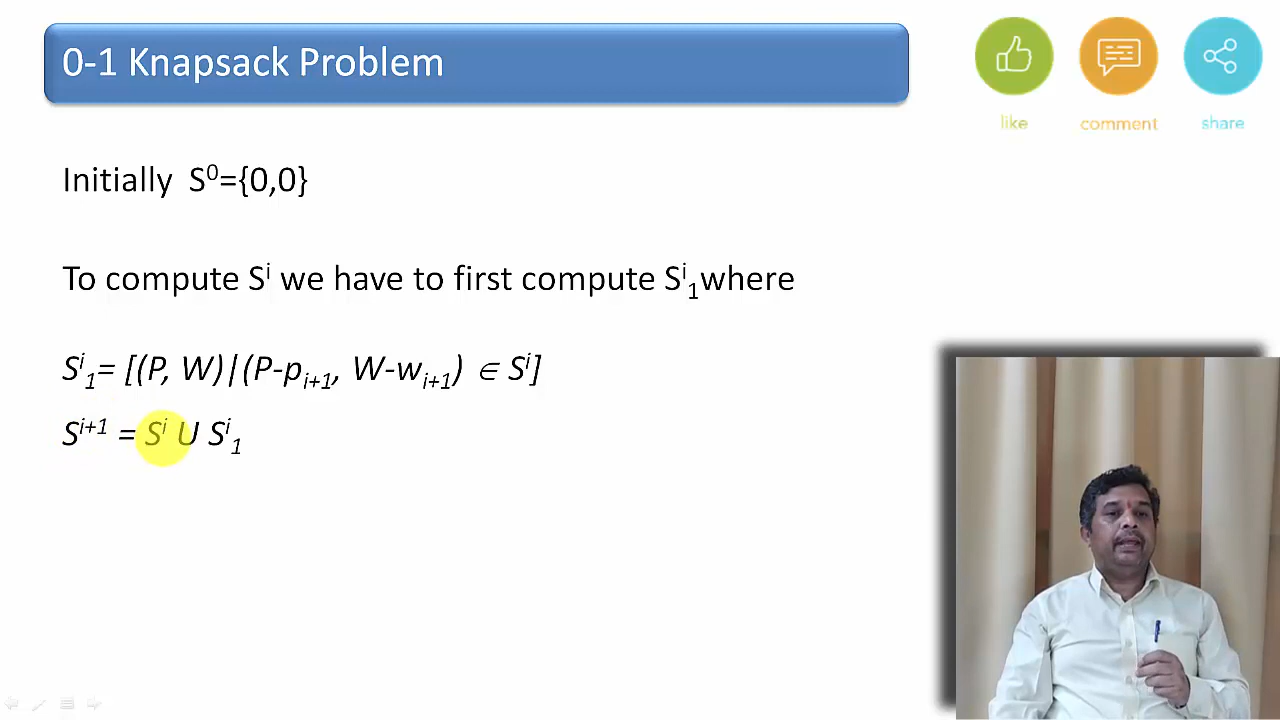 0-1 Knapsack Problem
like
comment
share
Initially S⁰={0,0}
To compute Sⁱ we have to first compute Sⁱ₁where
Sⁱ₁= [(P, W)|(P-pᵢ₊₁, W-wᵢ₊₁) ∈ Sⁱ]
Sⁱ⁺¹ = Sⁱ U Sⁱ₁